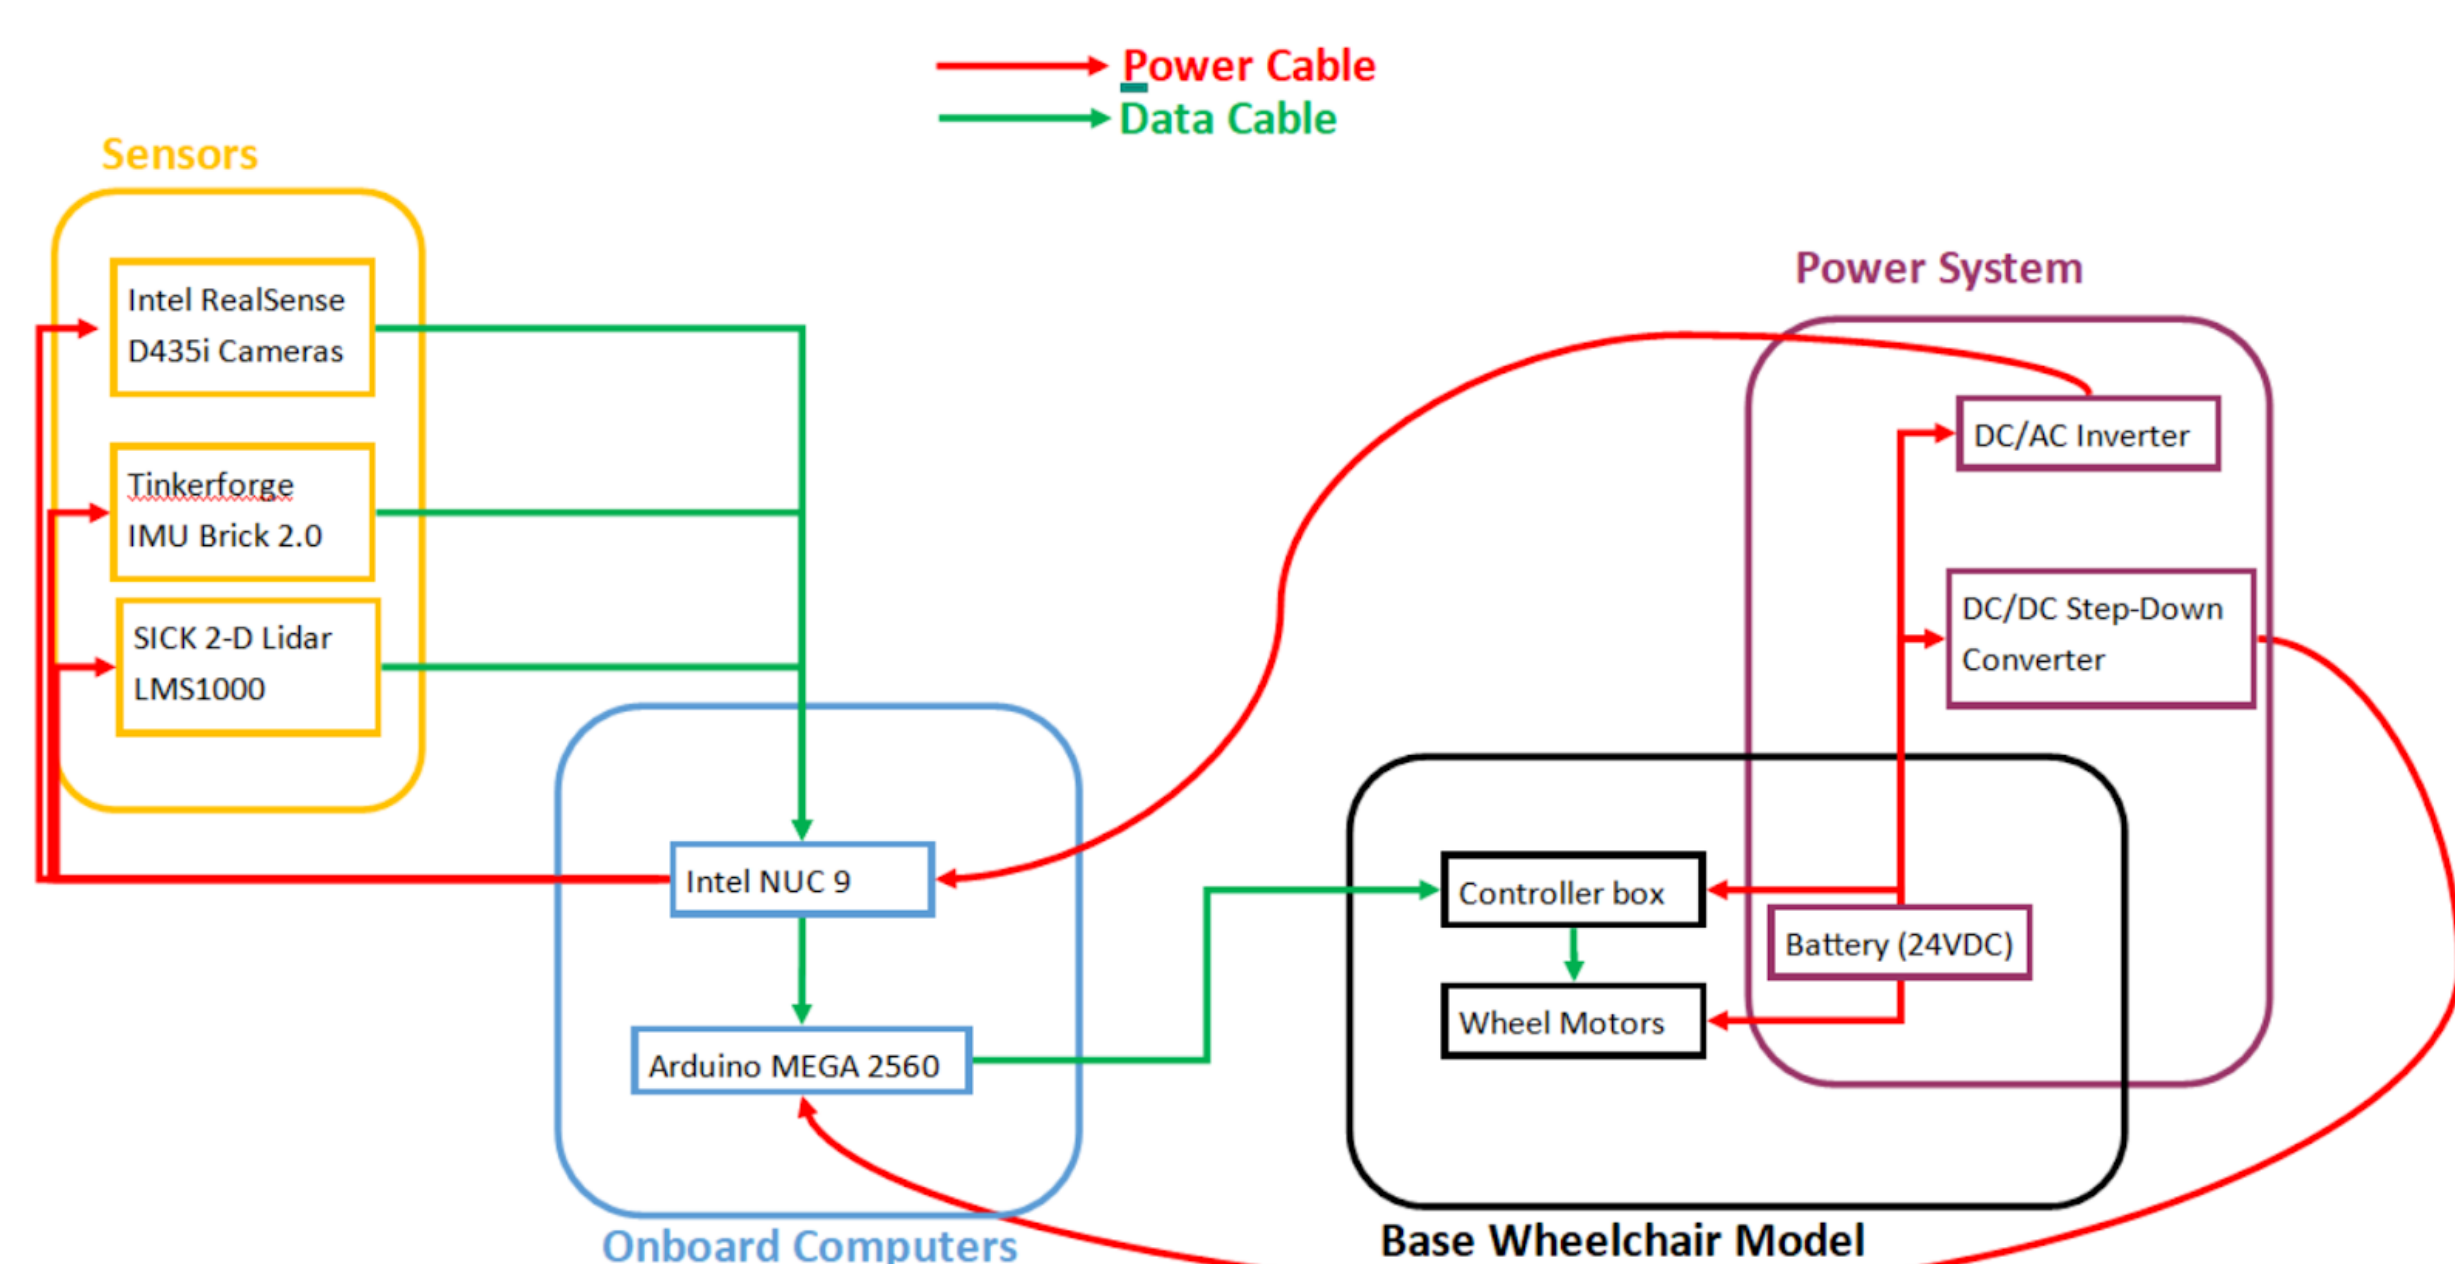 Power Cable
Data Cable
Sensors
Intel RealSense
D435i Cameras
Tinkerforge
IMU Brick 2.0
SICK 2-D Lidar
LMS1000
Power System
DC/AC Inverter
DC/DC Step-Down
Converter
Intel NUC 9
Arduino MEGA 2560
Onboard Computers
Controller box
Battery (24VDC)
Wheel Motors
Base Wheelchair Model